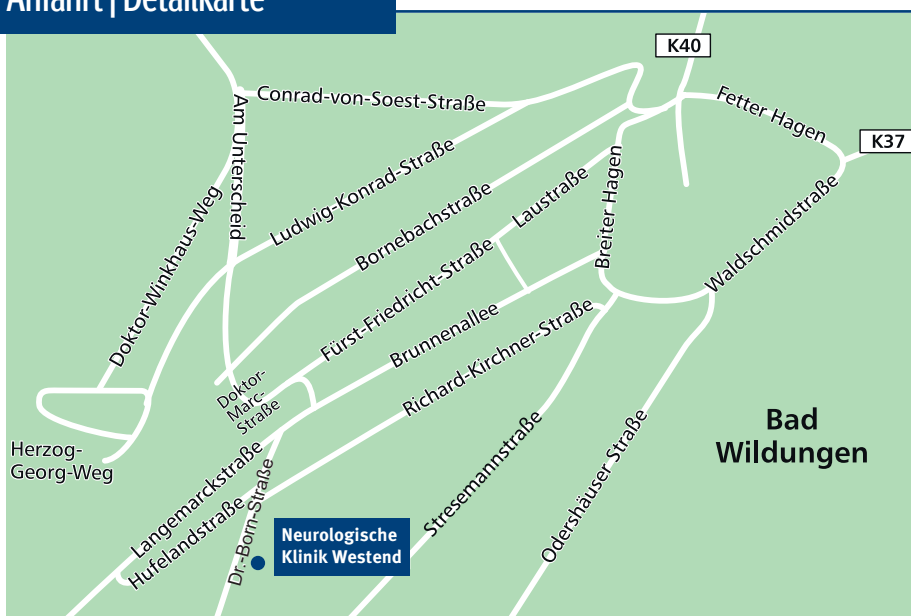 Anfahrt | Detailkarte
K40
Fetter Hagen
Conrad-von-Soest-Straße
K37
Am Unterscheid
Ludwig-Konrad-Straße
Laustraße
Breiter Hagen
Waldschmidstraße
Doktor-Winkhaus-Weg
Bornebachstraße
Fürst-Friedricht-Straße
Brunnenallee
Richard-Kirchner-Straße
Doktor-
Marc-
Straße
Bad
Wildungen
Herzog-
Georg-Weg
Langemarckstraße
Hufelandstraße
Dr.-Born-Straße
Stresemannstraße
Odershäuser Straße
Neurologische
Klinik Westend